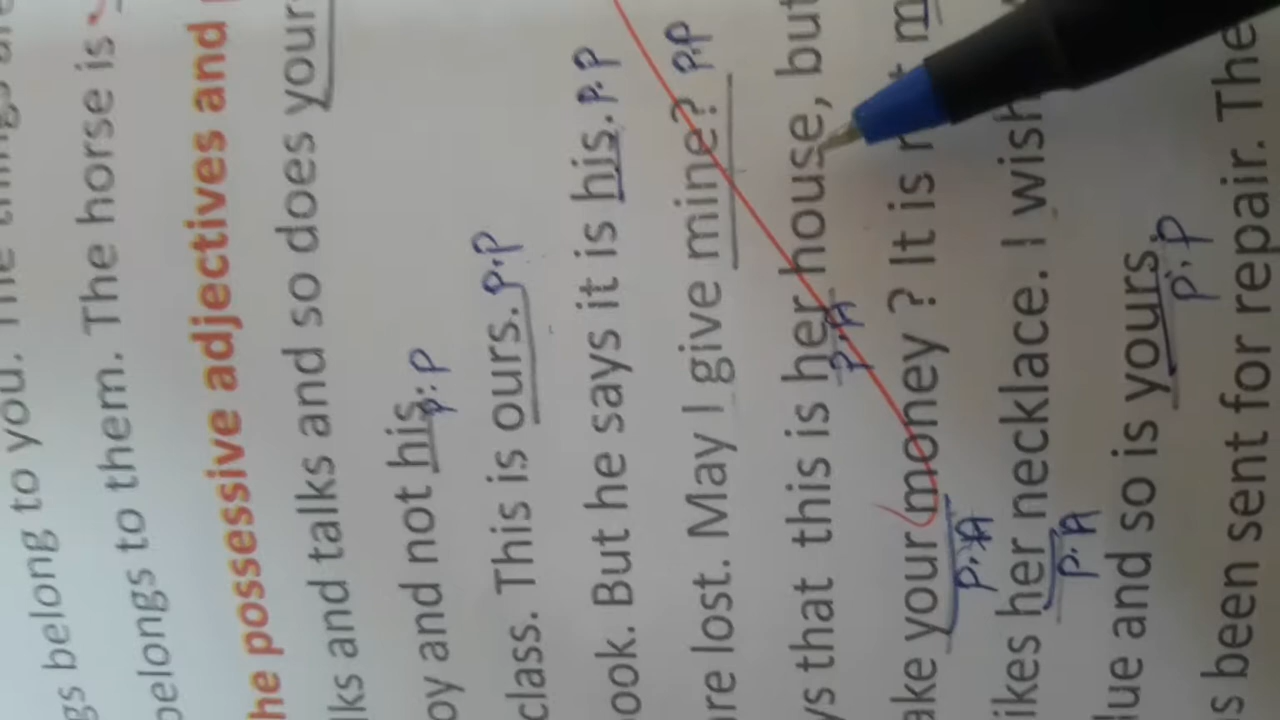 gs belong to you. The things are
belongs to them. The horse is
he possessive adjectives and
lks and talks and so does your
oy and not his. P.P
class. This is ours. P.P
ook. But he says it is his. P.P
re lost. May I give mine? P.P
ys that this is her house, but
P.A
ake your money ? It is
P.A
ikes her necklace. I wish
P.A
lue and so is yours.
P.P
s been sent for repair. The